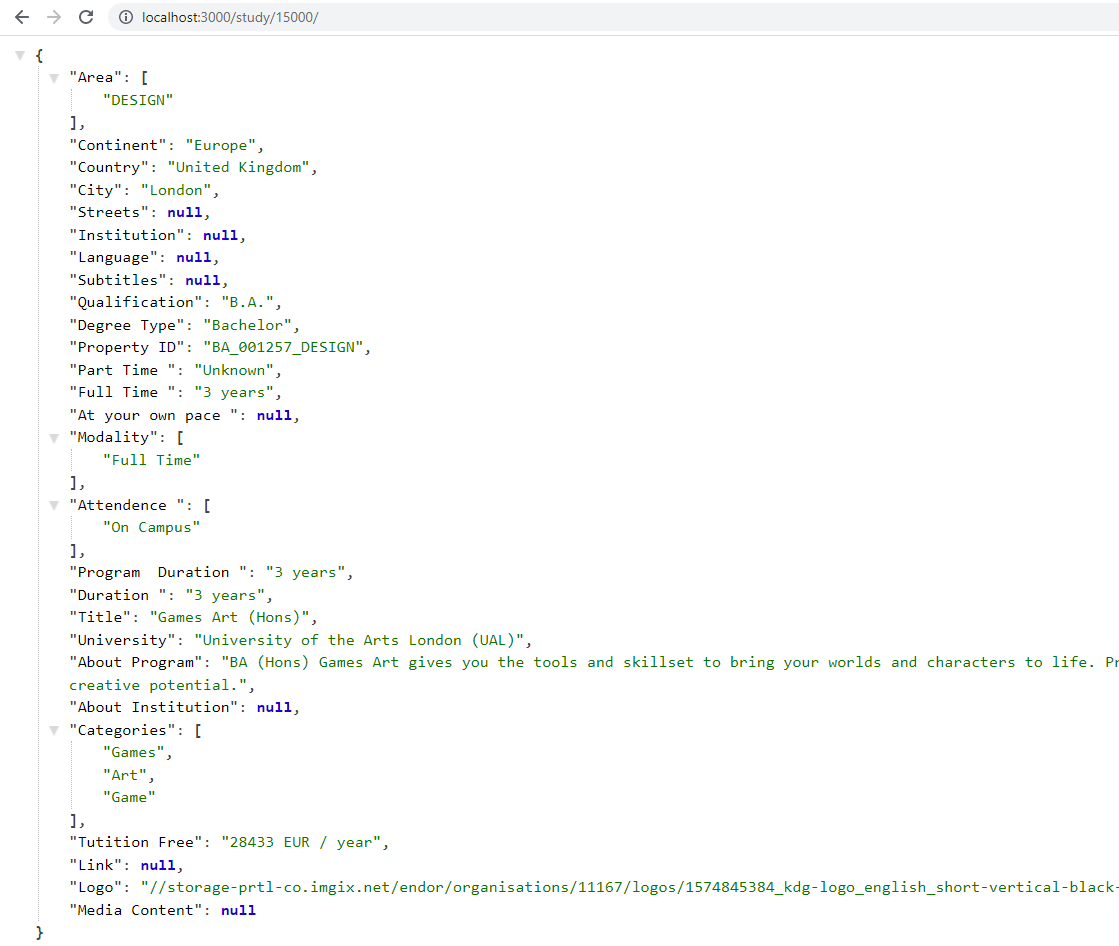 localhost:3000/study/15000/
{
"Area": [
"DESIGN"
],
"Continent": "Europe",
"Country": "United Kingdom",
"City": "London",
"Streets": null,
"Institution": null,
"Language": null,
"Subtitles": null,
"Qualification": "B.A.",
"Degree Type": "Bachelor",
"Property ID": "BA_001257_DESIGN",
"Part Time ": "Unknown",
"Full Time ": "3 years",
"At your own pace ": null,
"Modality": [
"Full Time"
],
"Attendence ": [
"On Campus"
],
"Program  Duration ": "3 years",
"Duration ": "3 years",
"Title": "Games Art (Hons)",
"University": "University of the Arts London (UAL)",
"About Program": "BA (Hons) Games Art gives you the tools and skillset to bring your worlds and characters to life.
creative potential.",
"About Institution": null,
"Categories": [
"Games",
"Art",
"Game"
],
"Tutition Free": "28433 EUR / year",
"Link": null,
"Logo": "//storage-prtl-co.imgix.net/endor/organisations/11167/logos/1574845384_kdg-logo_english_short-vertical-black-
"Media Content": null
}